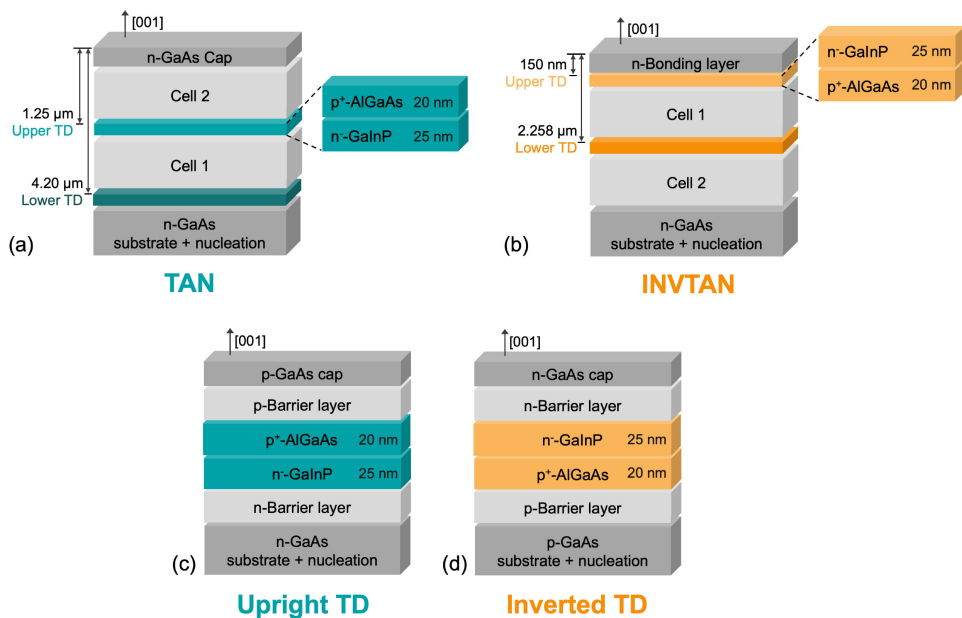 [001]
n-GaAs Cap
Cell 2
1.25 µm
Upper TD
Cell 1
4.20 µm
Lower TD
n-GaAs
substrate + nucleation
p+-AlGaAs 20 nm
n--GaInP 25 nm
(a)
TAN
[001]
150 nm
n-Bonding layer
Upper TD
Cell 1
2.258 µm
Lower TD
Cell 2
n-GaAs
substrate + nucleation
n--GaInP 25 nm
p+-AlGaAs 20 nm
(b)
INVTAN
[001]
p-GaAs cap
p-Barrier layer
p+-AlGaAs 20 nm
n--GaInP 25 nm
n-Barrier layer
n-GaAs
substrate + nucleation
(c)
Upright TD
[001]
n-GaAs cap
n-Barrier layer
n--GaInP 25 nm
p+-AlGaAs 20 nm
p-Barrier layer
p-GaAs
substrate + nucleation
(d)
Inverted TD